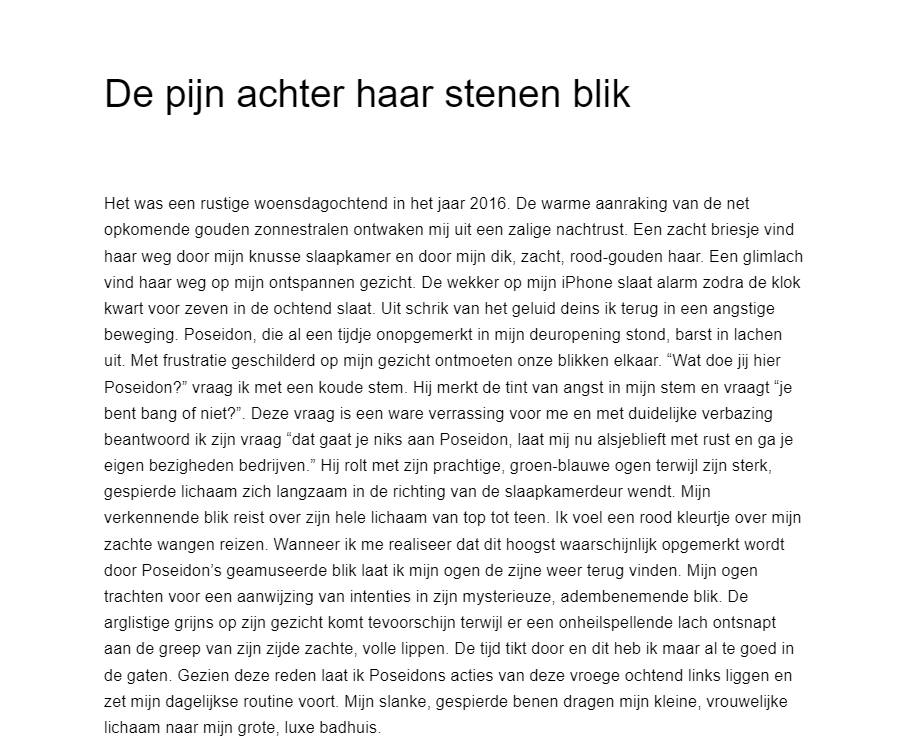 De pijn achter haar stenen blik
Het was een rustige woensdagochtend in het jaar 2016. De warme aanraking van de net
opkomende gouden zonnestralen ontwaken mij uit een zalige nachtrust. Een zacht briesje vind
haar weg door mijn knusse slaapkamer en door mijn dik, zacht, rood-gouden haar. Een glimlach
vind haar weg op mijn ontspannen gezicht. De wekker op mijn iPhone slaat alarm zodra de klok
kwart voor zeven in de ochtend slaat. Uit schrik van het geluid deins ik terug in een angstige
beweging. Poseidon, die al een tijdje onopgemerkt in mijn deuropening stond, barst in lachen
uit. Met frustratie geschilderd op mijn gezicht ontmoeten onze blikken elkaar. “Wat doe jij hier
Poseidon?” vraag ik met een koude stem. Hij merkt de tint van angst in mijn stem en vraagt “je
bent bang of niet?”. Deze vraag is een ware verrassing voor me en met duidelijke verbazing
beantwoord ik zijn vraag “dat gaat je niks aan Poseidon, laat mij nu alsjeblieft met rust en ga je
eigen bezigheden bedrijven.” Hij rolt met zijn prachtige, groen-blauwe ogen terwijl zijn sterk,
gespierde lichaam zich langzaam in de richting van de slaapkamerdeur wendt. Mijn
verkennende blik reist over zijn hele lichaam van top tot teen. Ik voel een rood kleurtje over mijn
zachte wangen reizen. Wanneer ik me realiseer dat dit hoogst waarschijnlijk opgemerkt wordt
door Poseidon’s geamuseerde blik laat ik mijn ogen de zijne weer terug vinden. Mijn ogen
trachten voor een aanwijzing van intenties in zijn mysterieuze, adembenemende blik. De
arglistige grijns op zijn gezicht komt tevoorschijn terwijl er een onheilspellende lach ontsnapt
aan de greep van zijn zijde zachte, volle lippen. De tijd tikt door en dit heb ik maar al te goed in
de gaten. Gezien deze reden laat ik Poseidons acties van deze vroege ochtend links liggen en
zet mijn dagelijkse routine voort. Mijn slanke, gespierde benen dragen mijn kleine, vrouwelijke
lichaam naar mijn grote, luxe badhuis.